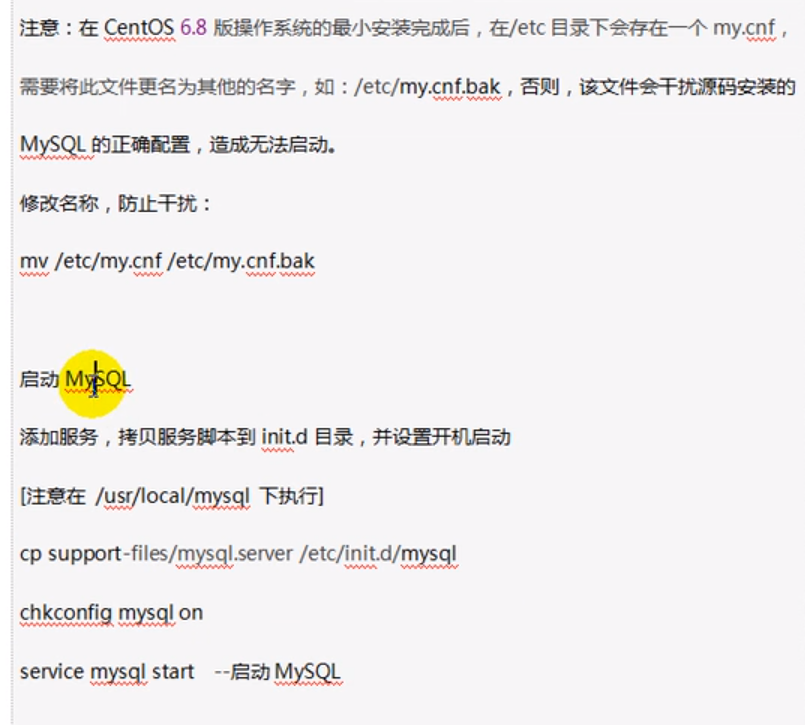 注意：在 CentOS 6.8 版操作系统的最小安装完成后，在/etc 目录下会存在一个 my.cnf，
需要将此文件更名为其他的名字，如：/etc/my.cnf.bak，否则，该文件会干扰源码安装的
MySQL 的正确配置，造成无法启动。
修改名称，防止干扰：
mv /etc/my.cnf /etc/my.cnf.bak
启动 MySQL
添加服务，拷贝服务脚本到 init.d 目录，并设置开机启动
[注意在 /usr/local/mysql 下执行]
cp support-files/mysql.server /etc/init.d/mysql
chkconfig mysql on
service mysql start --启动 MySQL